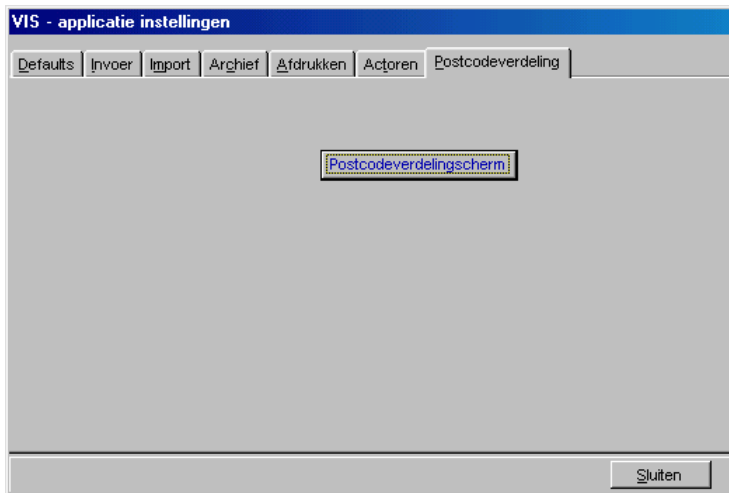 VIS - applicatie instellingen
Defaults Invoer Import Archief Afdrukken Actoren Postcodeverdeling
Postcodeverdelingscherm
Sluiten